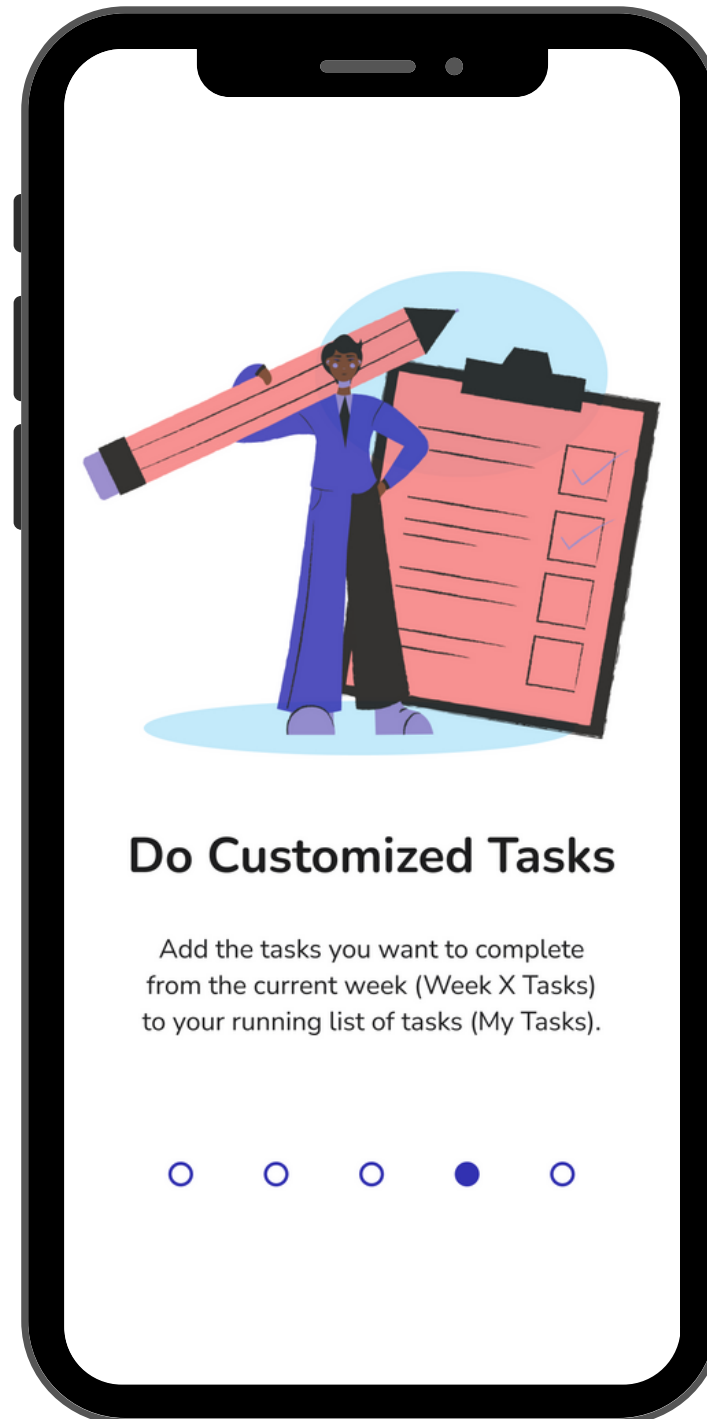 Do Customized Tasks
Add the tasks you want to complete
from the current week (Week X Tasks)
to your running list of tasks (My Tasks).